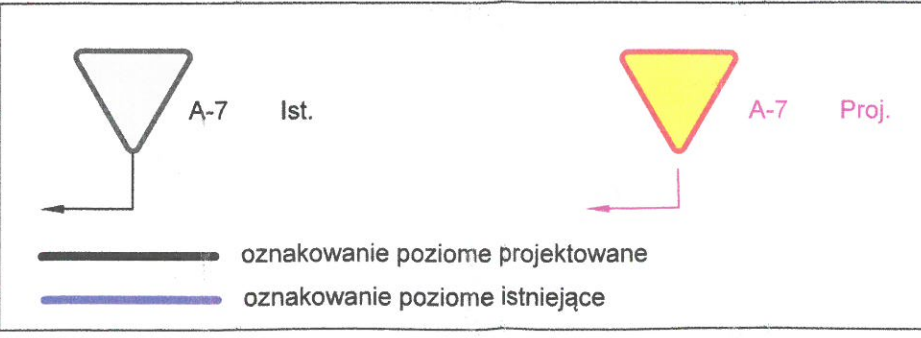 A-7 Ist. A-7 Proj.
oznakowanie poziome projektowane
oznakowanie poziome istniejące